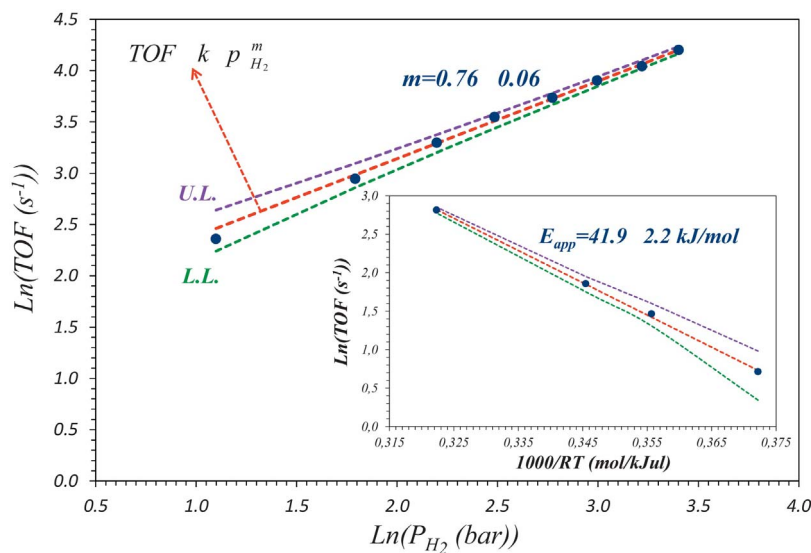 4.5
4.0
3.5
3.0
2.5
2.0
1.5
1.0
0.5
0.0
Ln(TOF (s-1))
TOF k p m H2
m=0.76 0.06
U.L.
L.L.
3,0
2,5
2,0
1,5
1,0
0,5
0,0
Ln(TOF (s-1))
Eapp=41.9 2.2 kJ/mol
0,315 0,325 0,335 0,345 0,355 0,365 0,375
1000/RT (mol/kJul)
0.5 1.0 1.5 2.0 2.5 3.0 3.5 4.0
Ln(PH2 (bar))